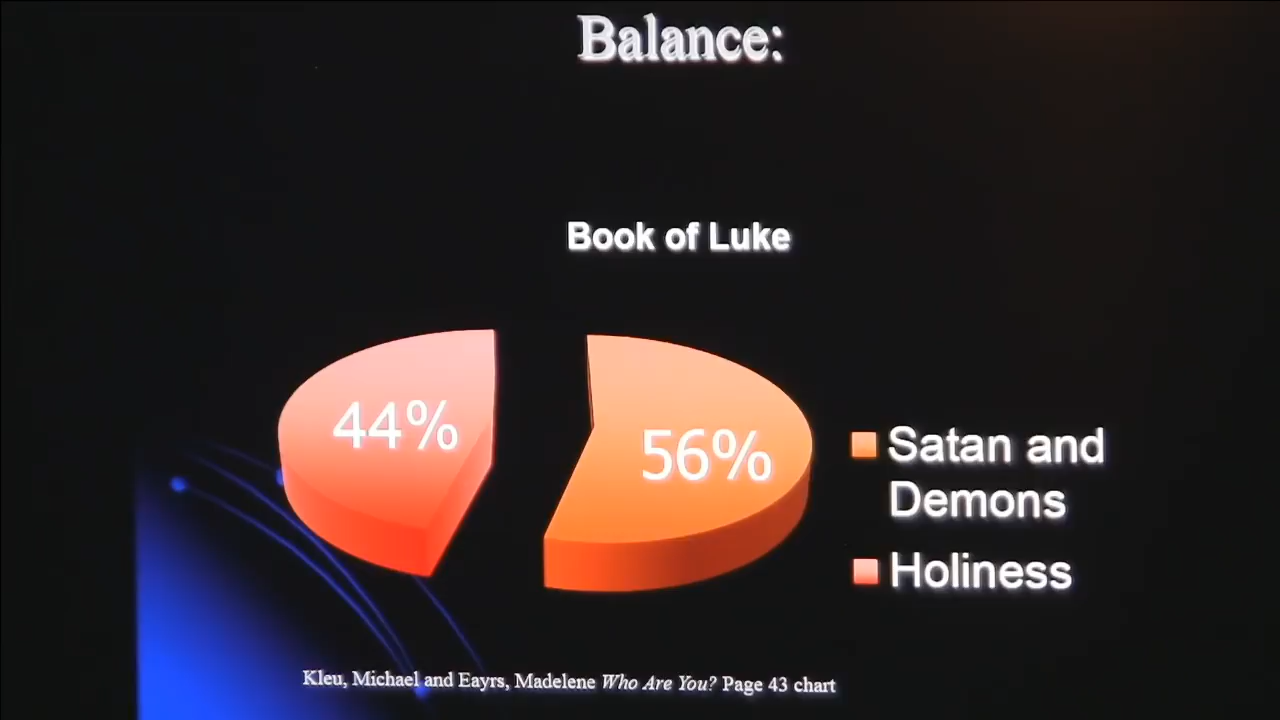 Balance:
Book of Luke
44%
56%
Satan and
Demons
Holiness
Kleu, Michael and Eayrs, Madelene Who Are You? Page 43 chart